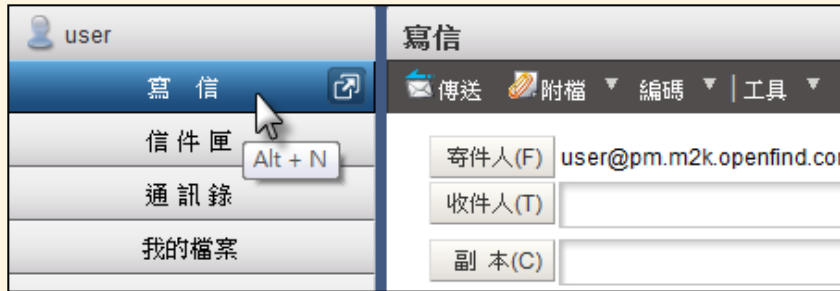 user
寫 信
Alt + N
信 件 匣
通 訊 錄
我的檔案
寫信
傳送 附檔 ▼ 編碼 ▼ | 工具 ▼
寄件人(F) user@pm.m2k.openfind.co
收件人(T)
副 本(C)